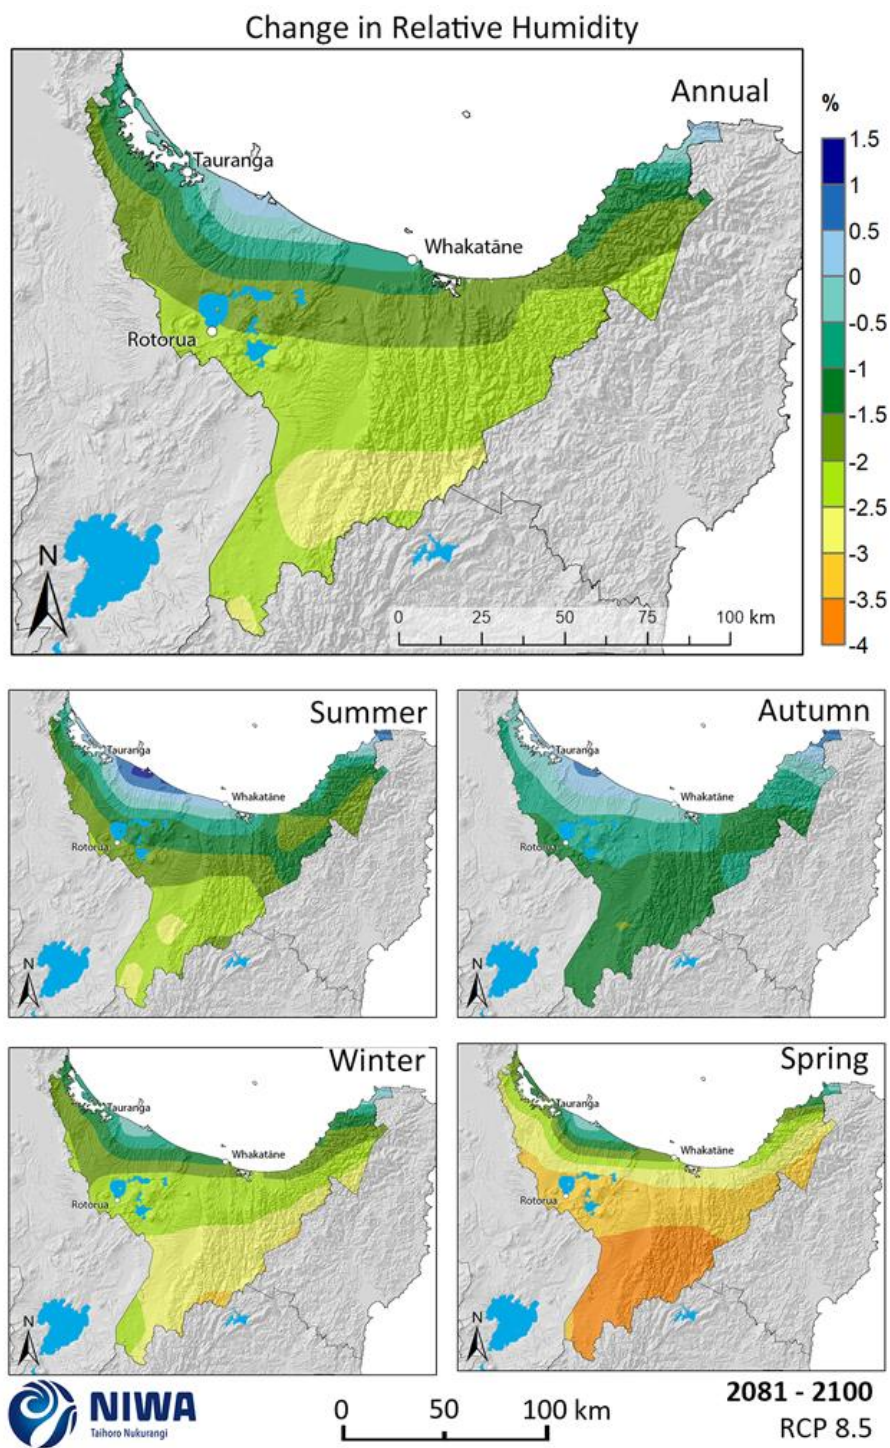 Change in Relative Humidity
Annual
%
1.5
1
0.5
0
-0.5
-1
-1.5
-2
-2.5
-3
-3.5
-4
Tauranga
Whakatāne
Rotorua
N
0 25 50 75 100 km
Summer
Tauranga
Whakatāne
Rotorua
N
Autumn
Tauranga
Whakatāne
Rotorua
N
Winter
Tauranga
Whakatāne
Rotorua
N
Spring
Tauranga
Whakatāne
Rotorua
N
NIWA
Taihoro Nukurangi
0 50 100 km
2081 - 2100
RCP 8.5